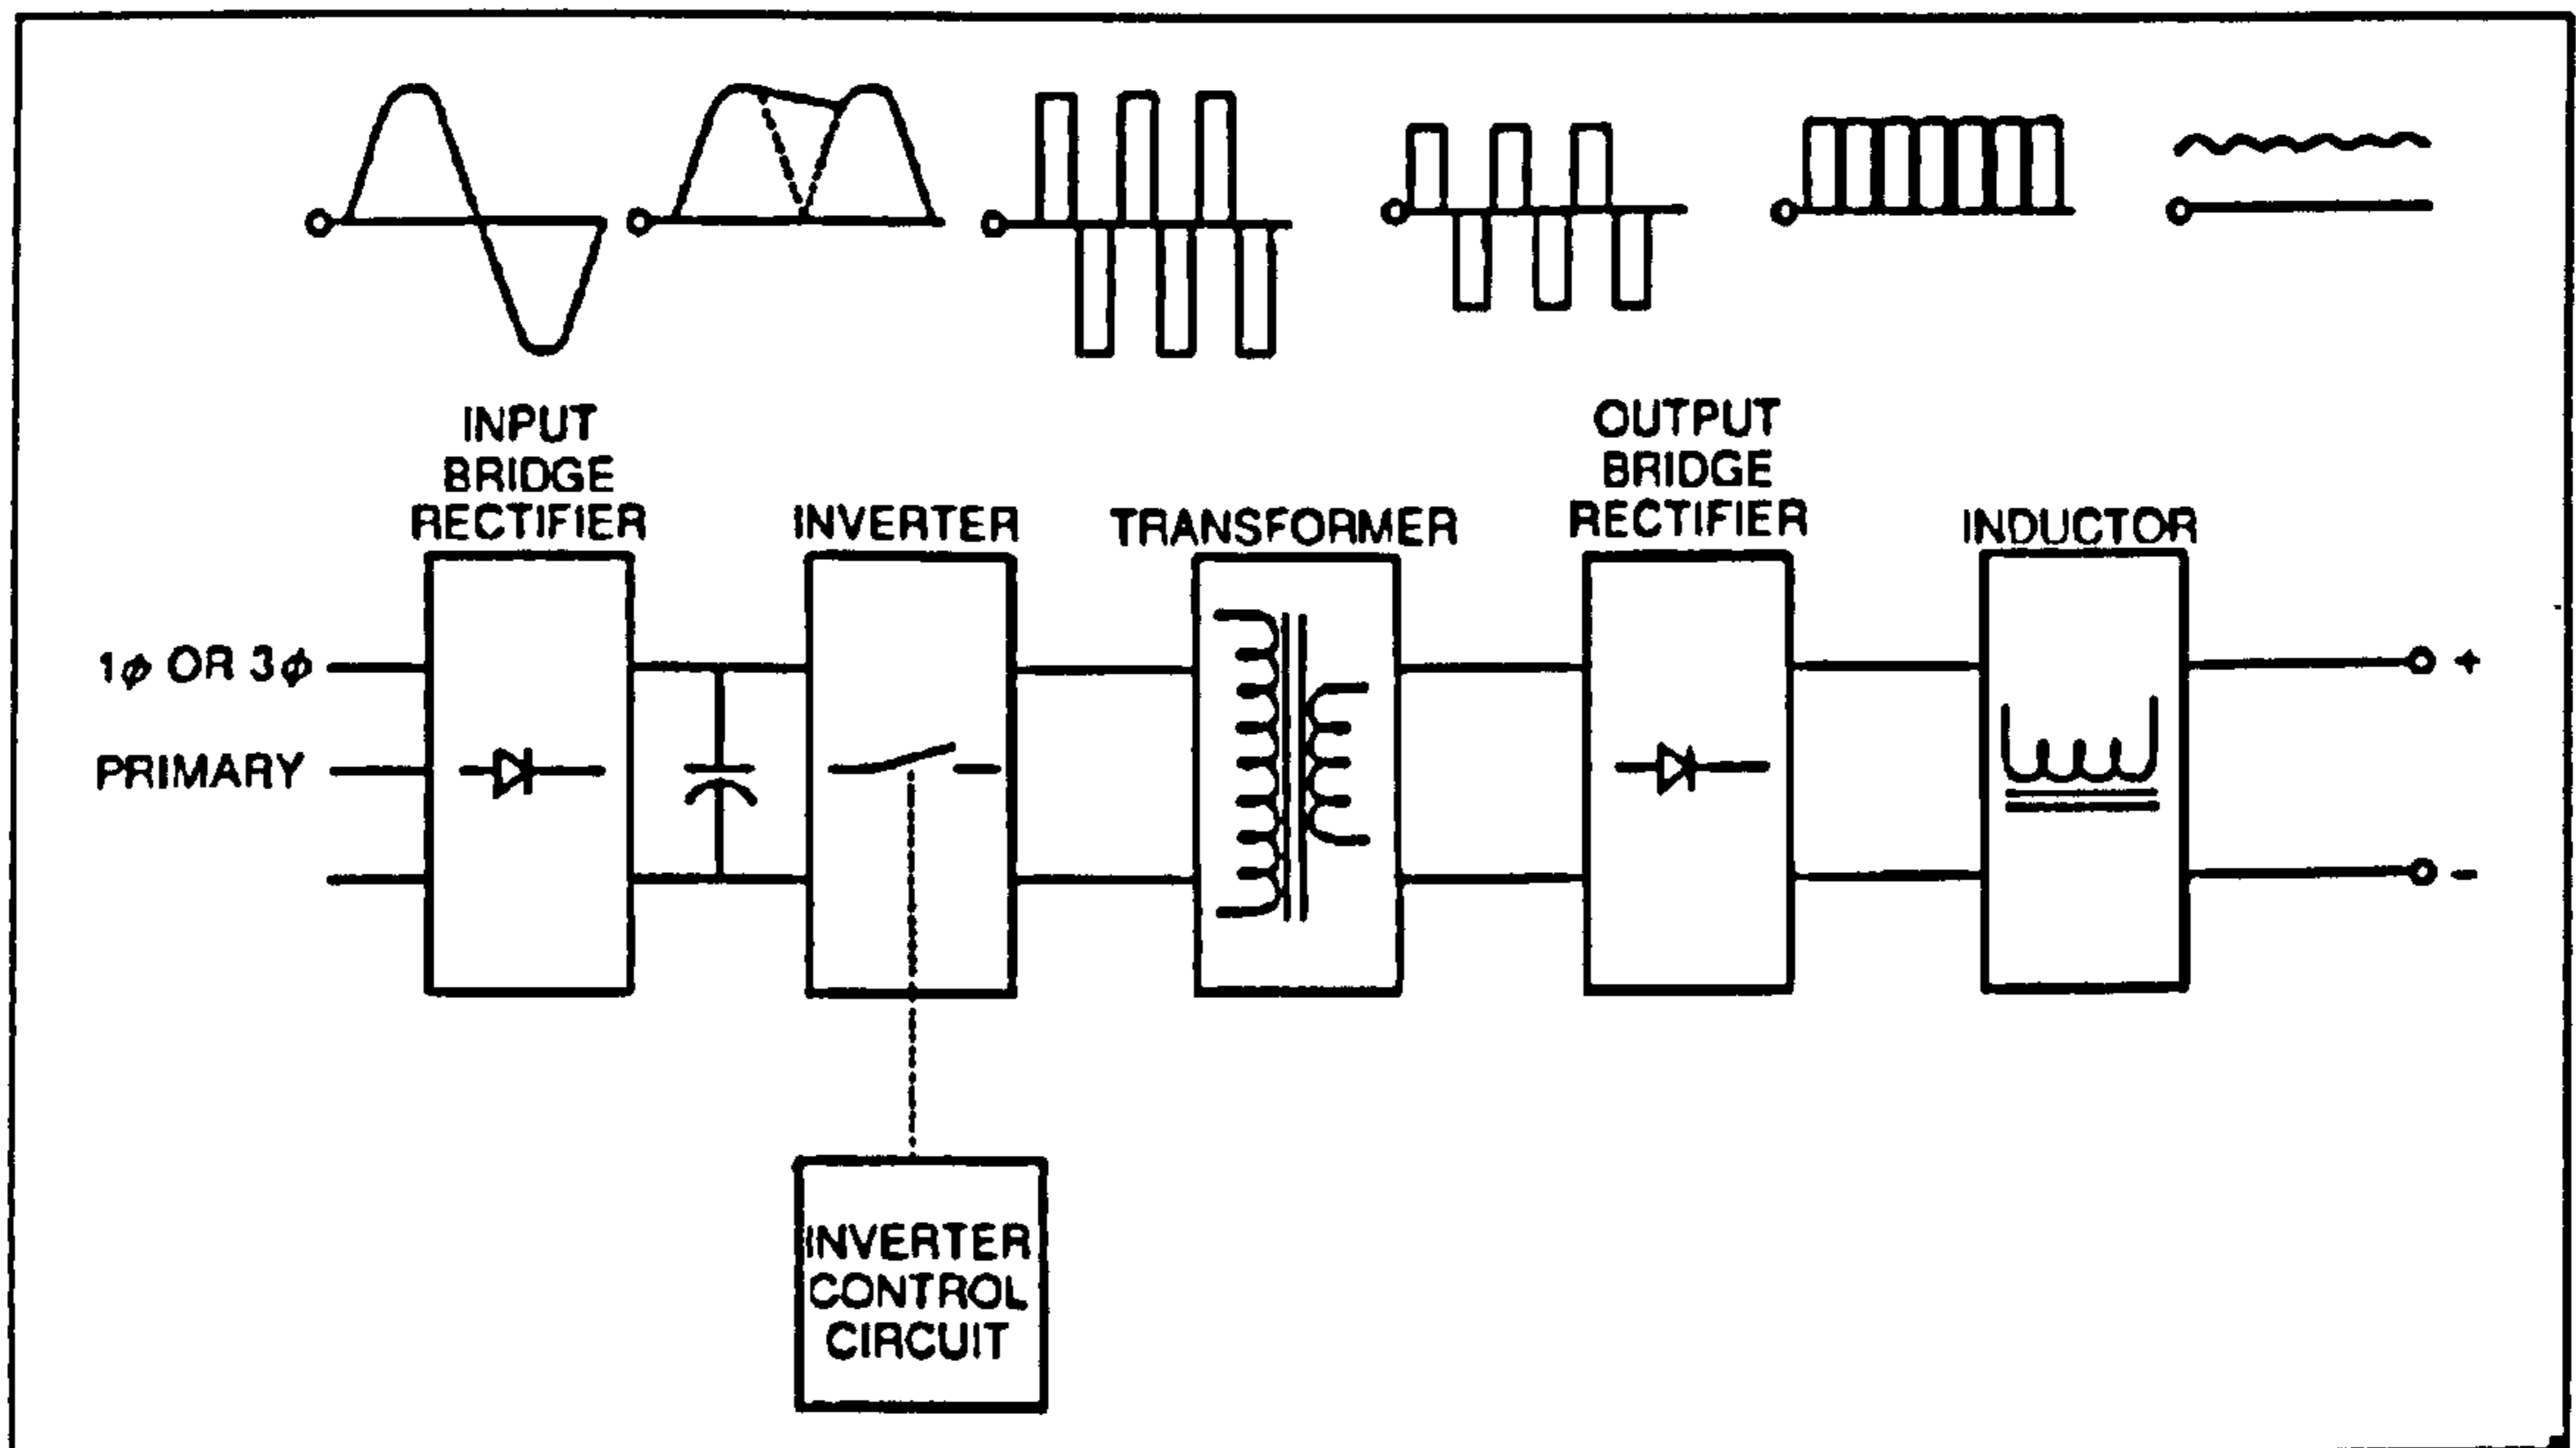 INPUT
BRIDGE
RECTIFIER
INVERTER
TRANSFORMER
OUTPUT
BRIDGE
RECTIFIER
INDUCTOR
1ϕ OR 3ϕ
PRIMARY
+
-
INVERTER
CONTROL
CIRCUIT